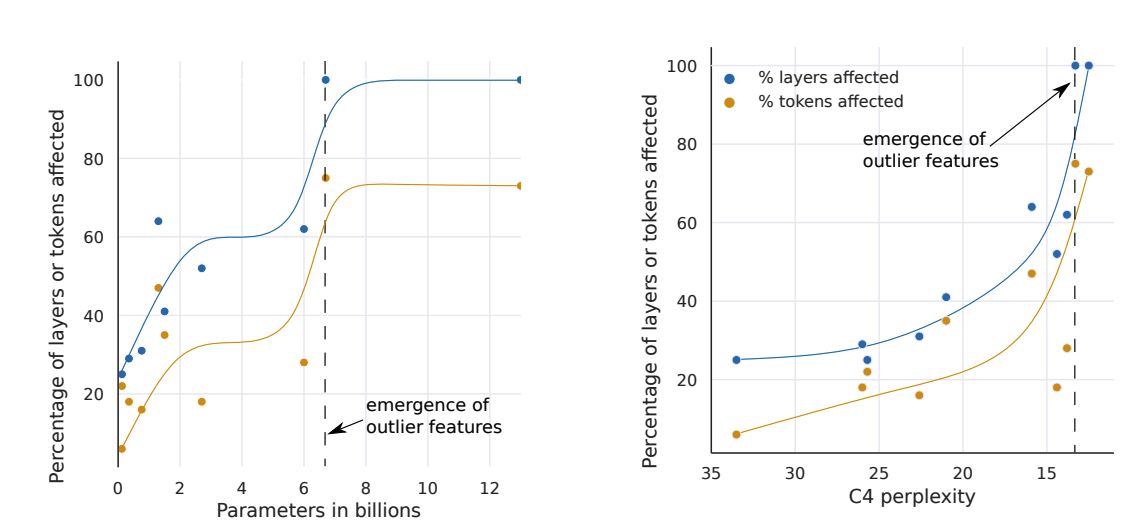 Percentage of layers or tokens affected
100
80
60
40
20
0 2 4 6 8 10 12
Parameters in billions
emergence of
outlier features
Percentage of layers or tokens affected
100
80
60
40
20
35 30 25 20 15
C4 perplexity
% layers affected
% tokens affected
emergence of
outlier features